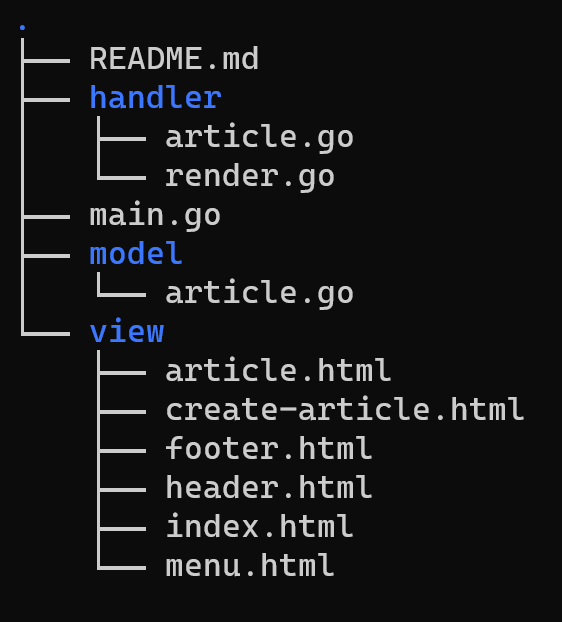 .
├── README.md
├── handler
│   ├── article.go
│   └── render.go
├── main.go
├── model
│   └── article.go
└── view
    ├── article.html
    ├── create-article.html
    ├── footer.html
    ├── header.html
    ├── index.html
    └── menu.html